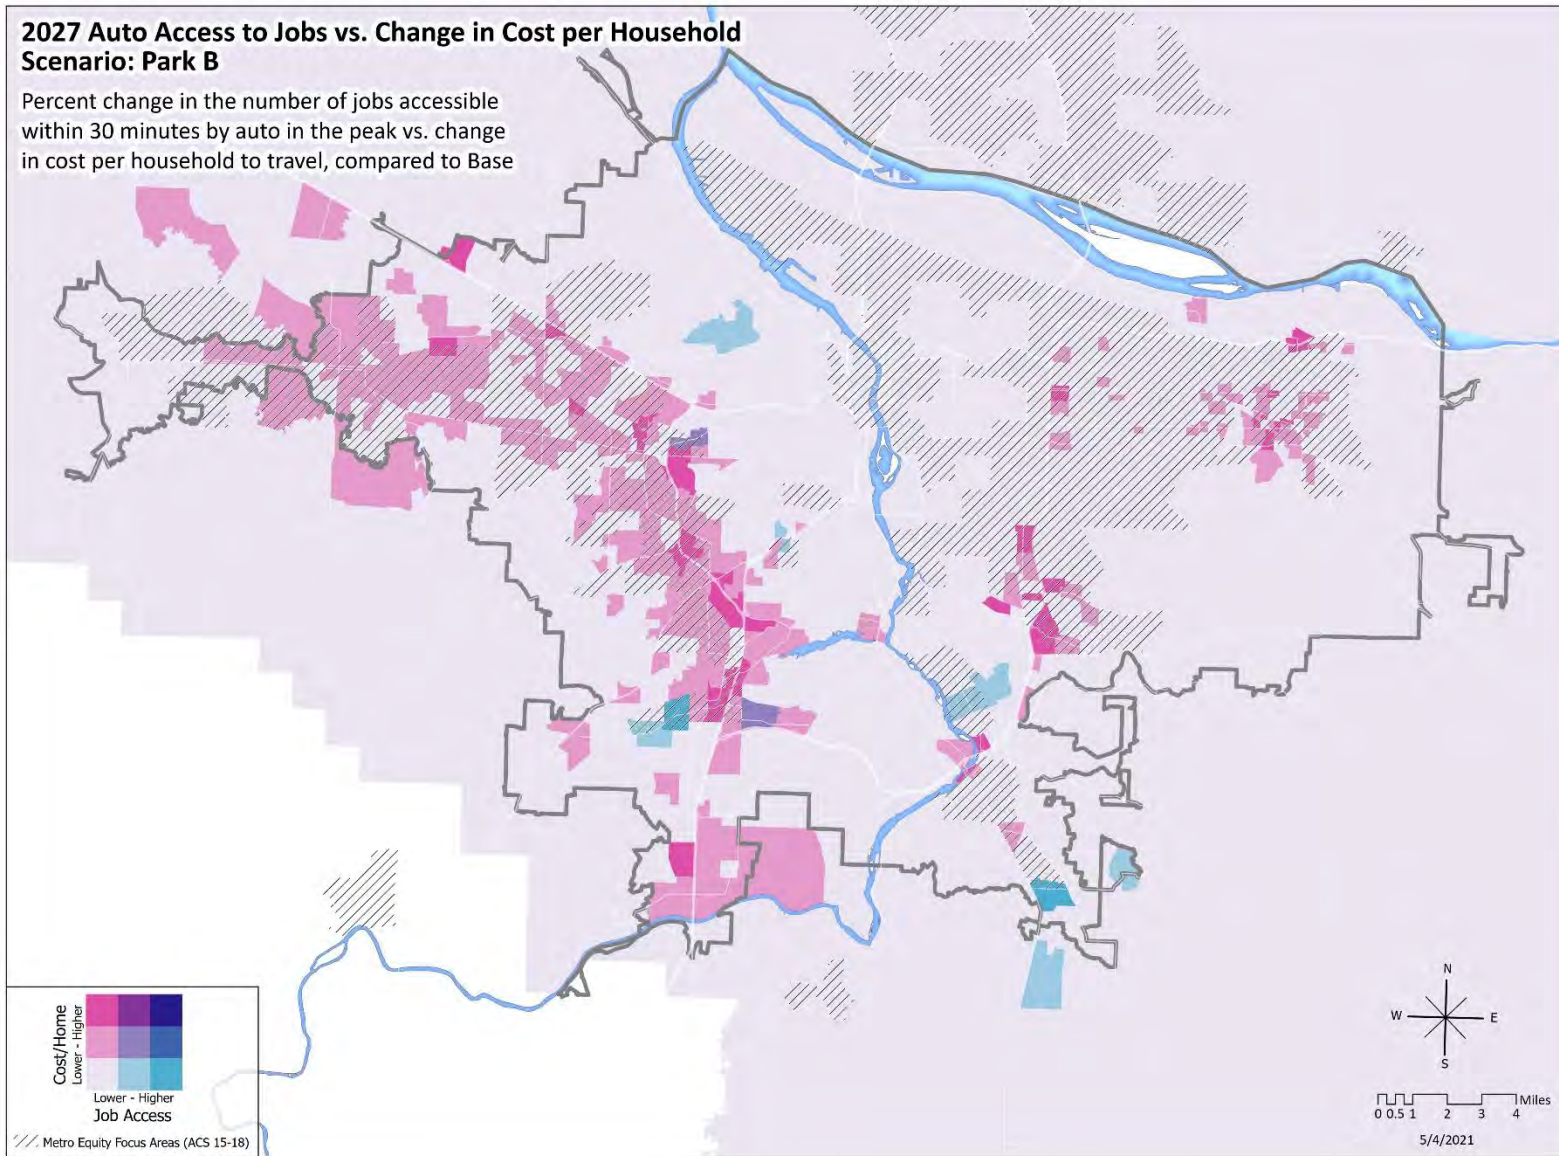 2027 Auto Access to Jobs vs. Change in Cost per Household
Scenario: Park B
Percent change in the number of jobs accessible
within 30 minutes by auto in the peak vs. change
in cost per household to travel, compared to Base
Cost/Home
Lower - Higher
Lower - Higher
Job Access
Metro Equity Focus Areas (ACS 15-18)
N
W
E
S
Miles
0 0.5 1 2 3 4
5/4/2021